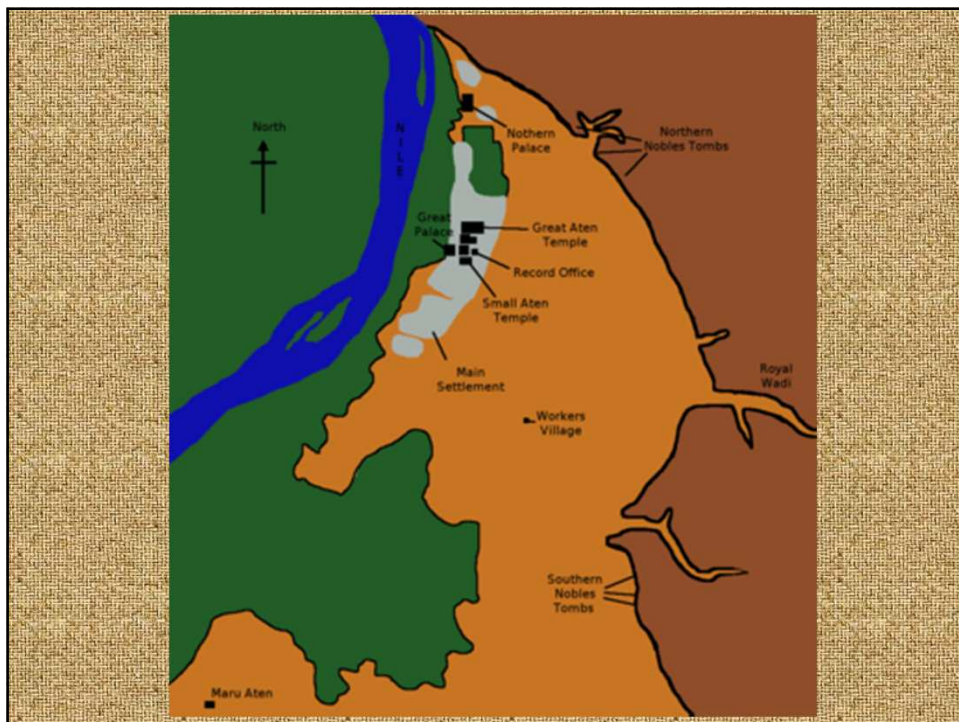 North
NILE
Nothern
Palace
Northern
Nobles Tombs
Great
Palace
Great Aten
Temple
Record Office
Small Aten
Temple
Main
Settlement
Royal
Wadi
Workers
Village
Southern
Nobles
Tombs
Maru Aten